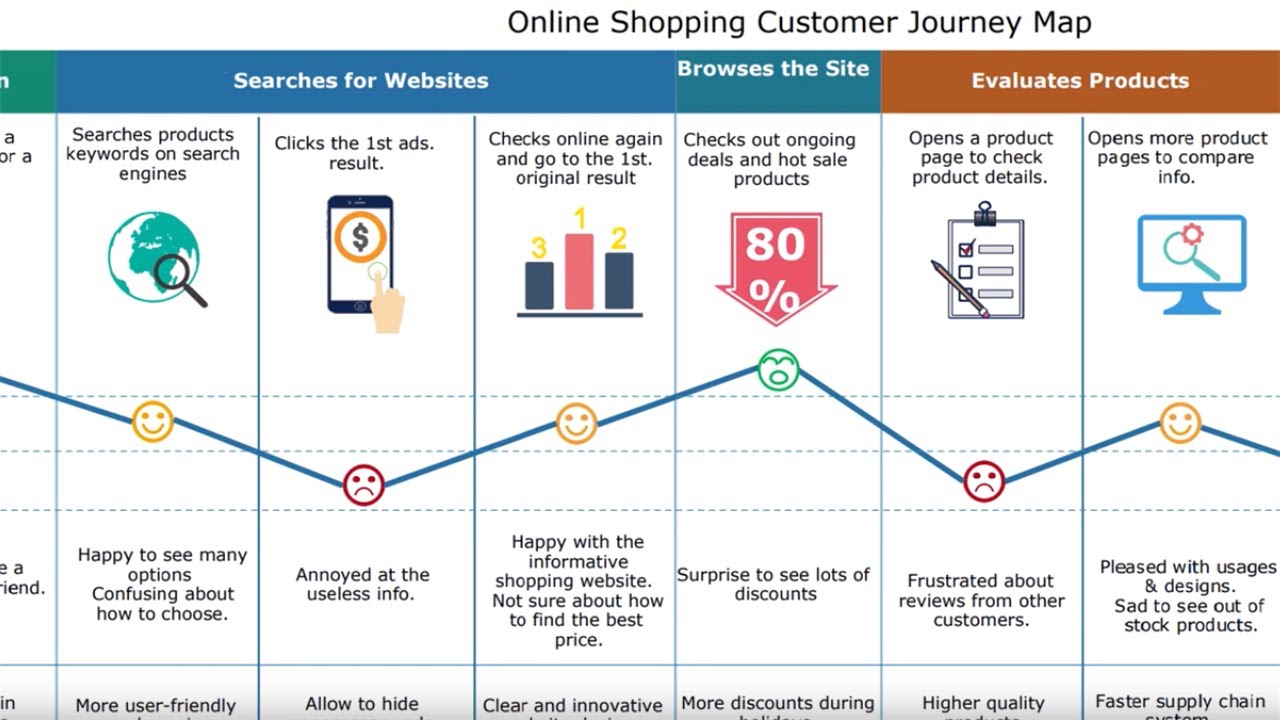 Online Shopping Customer Journey Map
n
Searches for Websites
Browses the Site
Evaluates Products
a
or a
Searches products
keywords on search
engines
Clicks the 1st ads.
result.
Checks online again
and go to the 1st.
original result
Checks out ongoing
deals and hot sale
products
Opens a product
page to check
product details.
Opens more product
pages to compare
info.
$
3
1
2
80
%
e a
riend.
Happy to see many
options
Confusing about
how to choose.
Annoyed at the
useless info.
Happy with the
informative
shopping website.
Not sure about how
to find the best
price.
Surprise to see lots of
discounts
Frustrated about
reviews from other
customers.
Pleased with usages
& designs.
Sad to see out of
stock products.
in
More user-friendly
Allow to hide
Clear and innovative
More discounts during
holidays
Higher quality
products
Faster supply chain
system